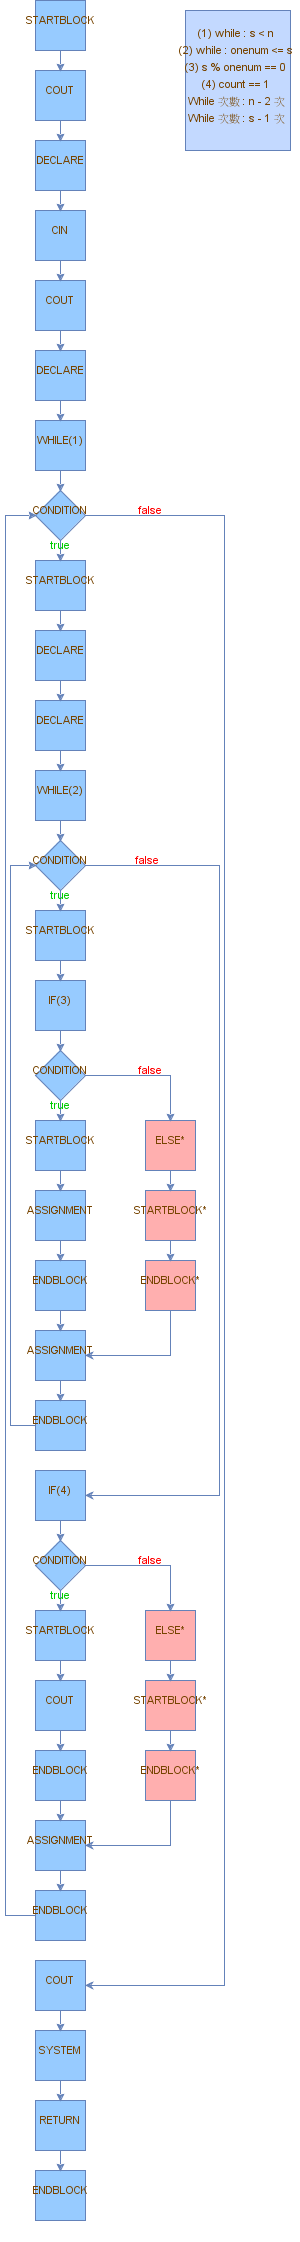 STARTBLOCK
(1) while : s < n
(2) while : onenum <= s
(3) s % onenum == 0
(4) count == 1
While 次數 : n - 2 次
While 次數 : s - 1 次
COUT
DECLARE
CIN
COUT
DECLARE
WHILE(1)
CONDITION
false
true
STARTBLOCK
DECLARE
DECLARE
WHILE(2)
CONDITION
false
true
STARTBLOCK
IF(3)
CONDITION
false
true
STARTBLOCK
ELSE*
ASSIGNMENT
STARTBLOCK*
ENDBLOCK
ENDBLOCK*
ASSIGNMENT
ENDBLOCK
IF(4)
CONDITION
false
true
STARTBLOCK
ELSE*
COUT
STARTBLOCK*
ENDBLOCK
ENDBLOCK*
ASSIGNMENT
ENDBLOCK
COUT
SYSTEM
RETURN
ENDBLOCK